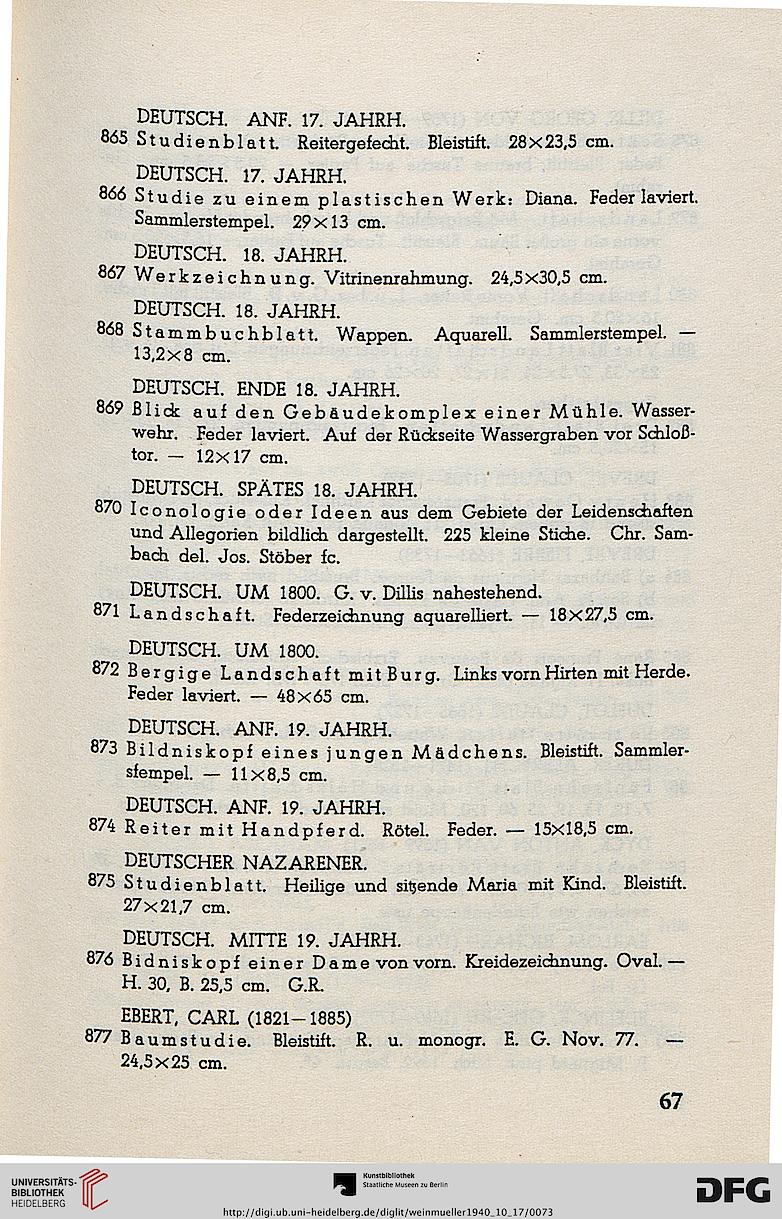 DEUTSCH. ANF. 17. JAHRH.
865 Studienblatt. Reitergefecht. Bleistift. 28×23,5 cm.
DEUTSCH. 17. JAHRH.
866 Studie zu einem plastischen Werk: Diana. Feder laviert.
Sammlerstempel. 29×13 cm.
DEUTSCH. 18. JAHRH.
867 Werkzeichnung. Vitrinenrahmung. 24,5×30,5 cm.
DEUTSCH. 18. JAHRH.
868 Stammbuchblatt. Wappen. Aquarell. Sammlerstempel. —
13,2×8 cm.
DEUTSCH. ENDE 18. JAHRH.
869 Blick auf den Gebäudekomplex einer Mühle. Wasser-
wehr. Feder laviert. Auf der Rückseite Wassergraben vor Schloß-
tor. — 12×17 cm.
DEUTSCH. SPÄTES 18. JAHRH.
870 Iconologie oder Ideen aus dem Gebiete der Leidenschaften
und Allegorien bildlich dargestellt. 225 kleine Stiche. Chr. Sam-
bach del. Jos. Stöber fc.
DEUTSCH. UM 1800. G. v. Dillis nahestehend.
871 Landschaft. Federzeichnung aquarelliert. — 18×27,5 cm.
DEUTSCH. UM 1800.
872 Bergige Landschaft mit Burg. Links vorn Hirten mit Herde.
Feder laviert. — 48×65 cm.
DEUTSCH. ANF. 19. JAHRH.
873 Bildniskopf eines jungen Mädchens. Bleistift. Sammler-
stempel. — 11×8,5 cm.
DEUTSCH. ANF. 19. JAHRH.
874 Reiter mit Handpferd. Rötel. Feder. — 15x18,5 cm.
DEUTSCHER NAZARENER.
875 Studienblatt. Heilige und sitzende Maria mit Kind. Bleistift.
27×21,7 cm.
DEUTSCH. MITTE 19. JAHRH.
876 Bidniskopf einer Dame von vorn. Kreidezeichnung. Oval. —
H. 30, B. 25,5 cm. G.R.
EBERT, CARL (1821—1885)
877 Baumstudie. Bleistift. R. u. monogr. E. G. Nov. 77. —
24,5×25 cm.
67
UNIVERSITÄTS-
BIBLIOTHEK
HEIDELBERG
Kunstbibliothek
Staatliche Museen zu Berlin
DFG
http://digi.ub.uni-heidelberg.de/diglit/weinmueller1940_10_17/0073